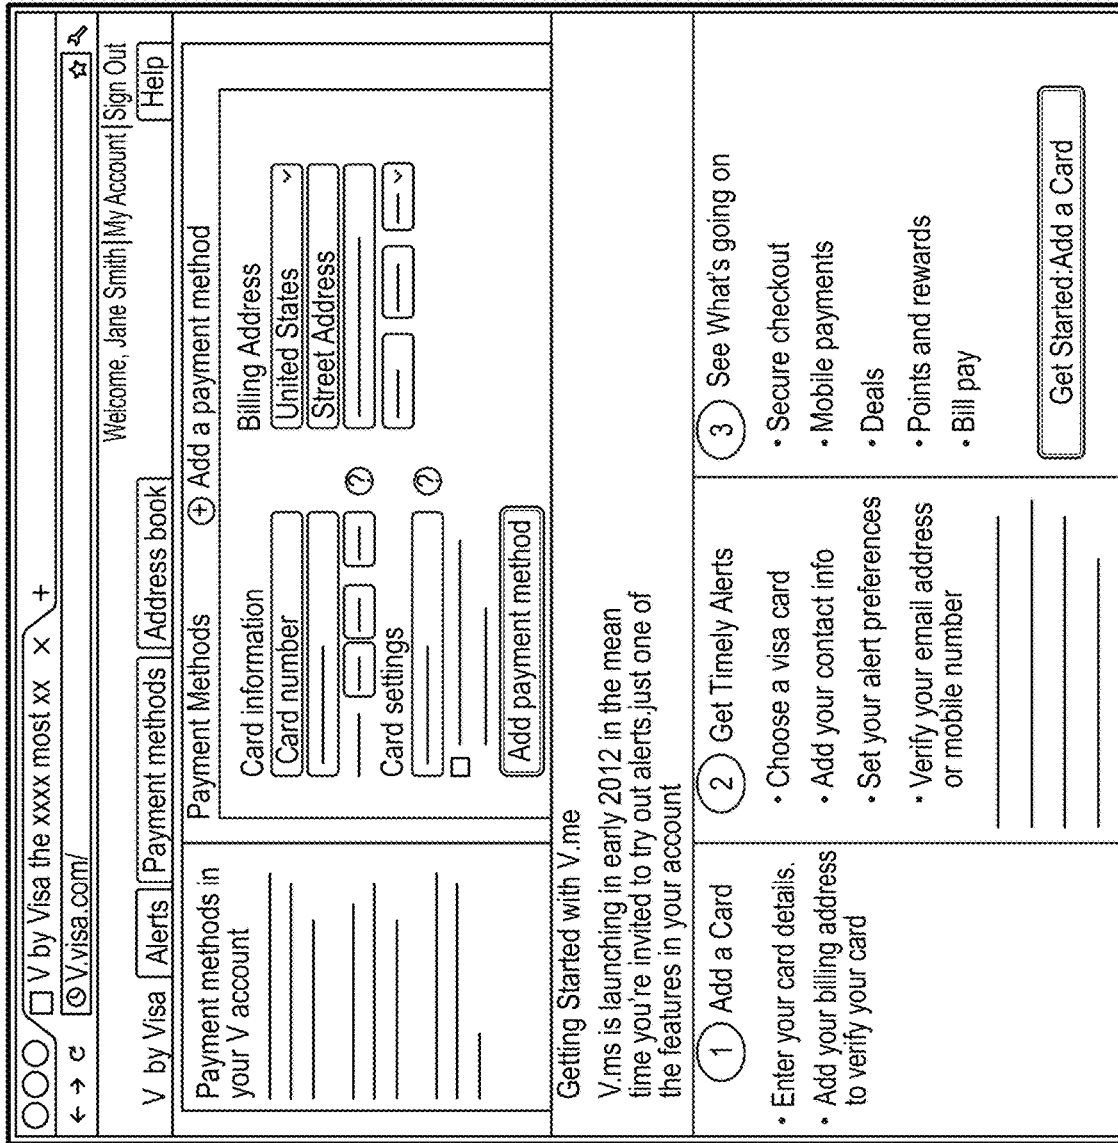 V by Visa the xxxx most xx × +
V.visa.com/
Welcome, Jane Smith|My Account|Sign Out
V by Visa Alerts Payment methods Address book Help
Payment methods in
your V account
Payment Methods + Add a payment method
Card information
Card number
?
Card settings
?
Add payment method
Billing Address
United States
Street Address
Getting Started with V.me
V.ms is launching in early 2012 in the mean
time you're invited to try out alerts.just one of
the features in your account
1 Add a Card
• Enter your card details.
• Add your billing address
to verify your card
2 Get Timely Alerts
• Choose a visa card
• Add your contact info
• Set your alert preferences
• Verify your email address
or mobile number
3 See What's going on
• Secure checkout
• Mobile payments
• Deals
• Points and rewards
• Bill pay
Get Started:Add a Card